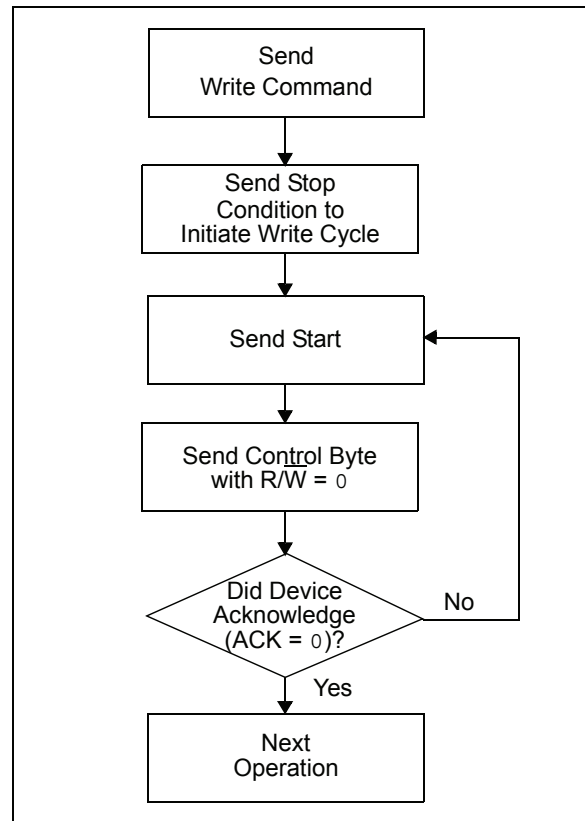 Send
Write Command
Send Stop
Condition to
Initiate Write Cycle
Send Start
Send Control Byte
with R/W̅ = 0
Did Device
Acknowledge
(ACK = 0)?
No
Yes
Next
Operation